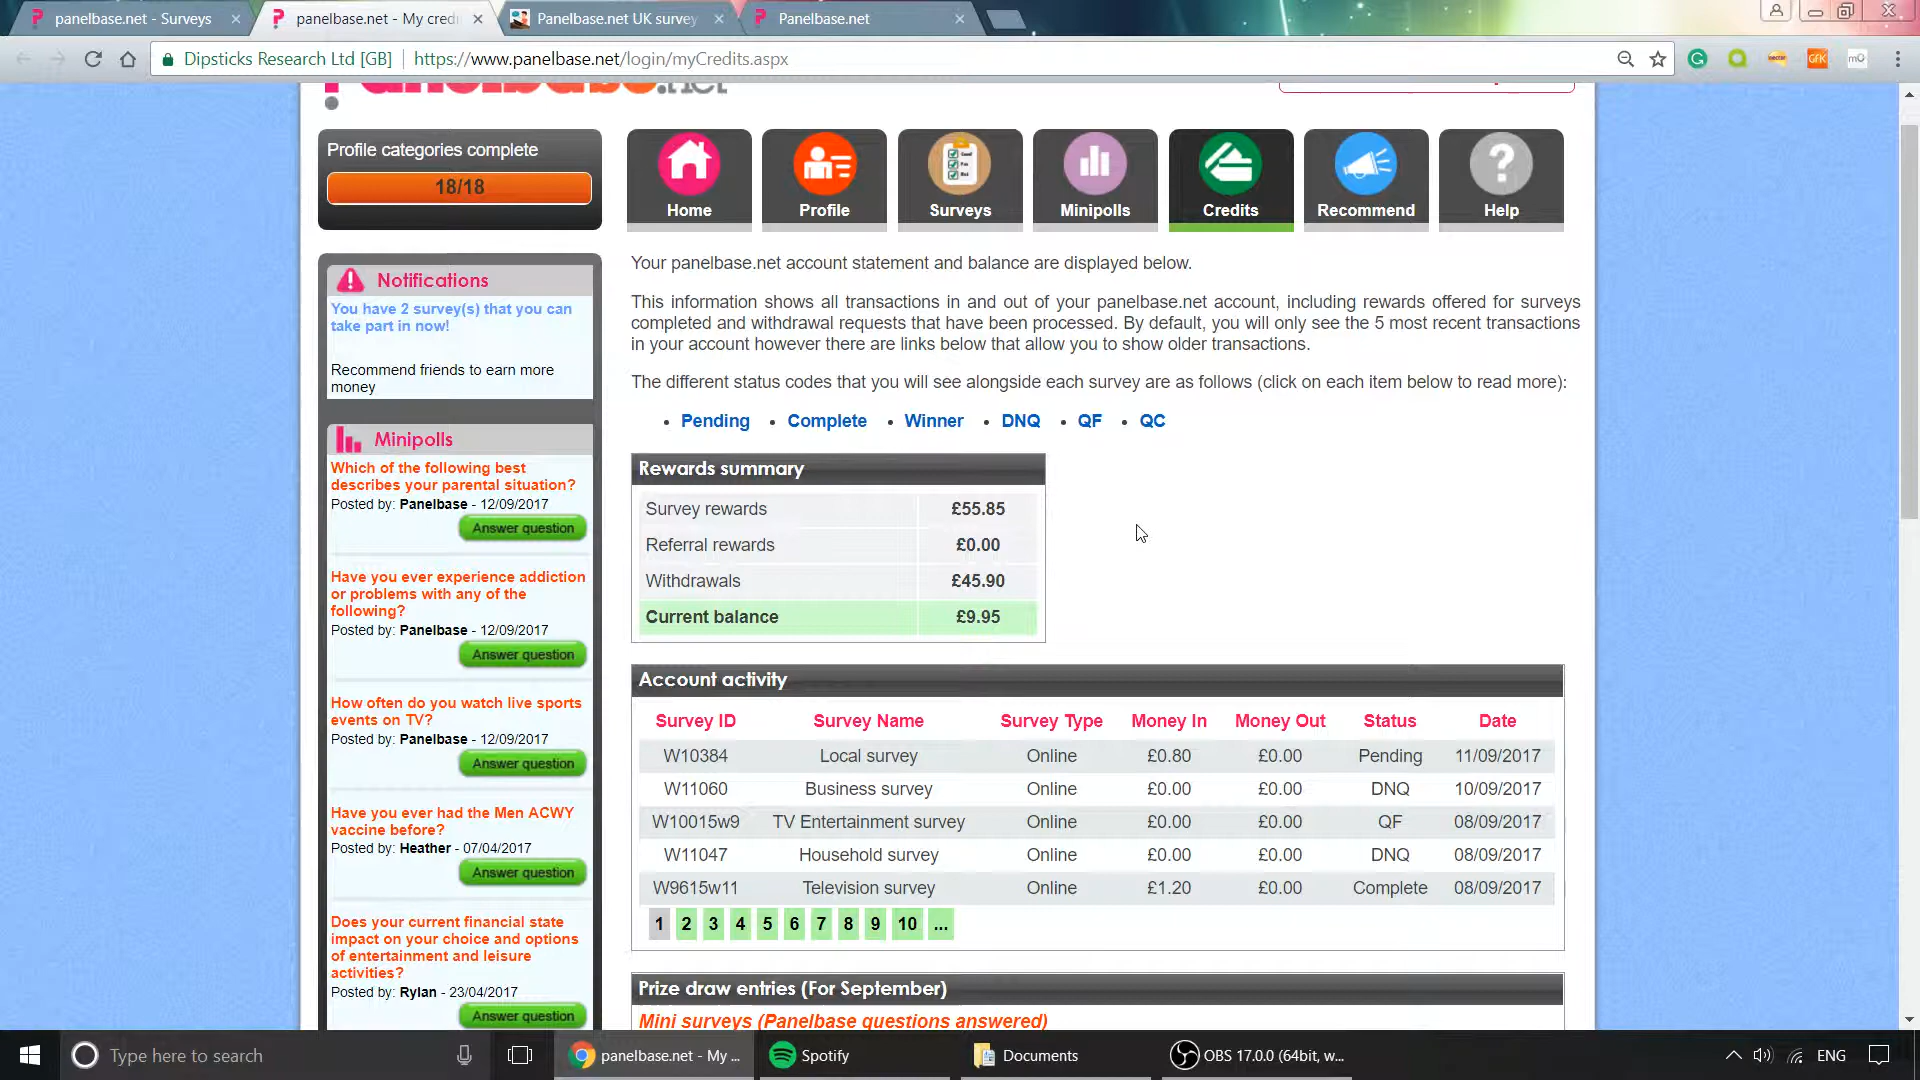 panelbase.net - Surveys
panelbase.net - My credi
Panelbase.net UK survey
Panelbase.net
Dipsticks Research Ltd [GB]
https://www.panelbase.net/login/myCredits.aspx
Profile categories complete
18/18
Home
Profile
Surveys
Minipolls
Credits
Recommend
Help
Notifications
You have 2 survey(s) that you can
take part in now!
Recommend friends to earn more
money
Minipolls
Which of the following best
describes your parental situation?
Posted by: Panelbase - 12/09/2017
Answer question
Have you ever experience addiction
or problems with any of the
following?
Posted by: Panelbase - 12/09/2017
Answer question
How often do you watch live sports
events on TV?
Posted by: Panelbase - 12/09/2017
Answer question
Have you ever had the Men ACWY
vaccine before?
Posted by: Heather - 07/04/2017
Answer question
Does your current financial state
impact on your choice and options
of entertainment and leisure
activities?
Posted by: Rylan - 23/04/2017
Answer question
Your panelbase.net account statement and balance are displayed below.
This information shows all transactions in and out of your panelbase.net account, including rewards offered for surveys
completed and withdrawal requests that have been processed. By default, you will only see the 5 most recent transactions
in your account however there are links below that allow you to show older transactions.
The different status codes that you will see alongside each survey are as follows (click on each item below to read more):
• Pending • Complete • Winner • DNQ • QF • QC
Rewards summary
Survey rewards £55.85
Referral rewards £0.00
Withdrawals £45.90
Current balance £9.95
Account activity
Survey ID Survey Name Survey Type Money In Money Out Status Date
W10384 Local survey Online £0.80 £0.00 Pending 11/09/2017
W11060 Business survey Online £0.00 £0.00 DNQ 10/09/2017
W10015w9 TV Entertainment survey Online £0.00 £0.00 QF 08/09/2017
W11047 Household survey Online £0.00 £0.00 DNQ 08/09/2017
W9615w11 Television survey Online £1.20 £0.00 Complete 08/09/2017
1 2 3 4 5 6 7 8 9 10 ...
Prize draw entries (For September)
Mini surveys (Panelbase questions answered)
Type here to search
panelbase.net - My ...
Spotify
Documents
OBS 17.0.0 (64bit, w...
ENG